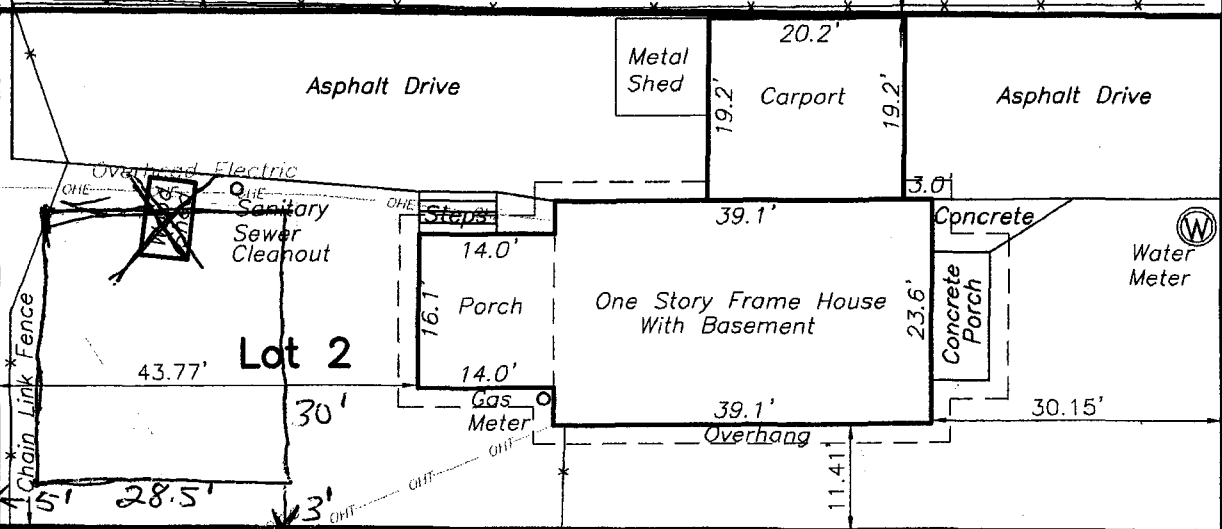 20.2'
Metal
Shed
Asphalt Drive
19.2'
Carport
19.2'
Asphalt Drive
Overhead Electric
OHE
OHE
OHE
Sanitary
Sewer
Cleanout
Steps
3.0'
39.1'
Concrete
W
Water
Meter
14.0'
16.1'
Porch
One Story Frame House
With Basement
23.6'
Concrete
Porch
Chain Link Fence
Lot 2
43.77'
14.0'
30'
Gas
Meter
39.1'
Overhang
30.15'
OHT
OHT
OHT
11.41'
5'
28.5'
3'